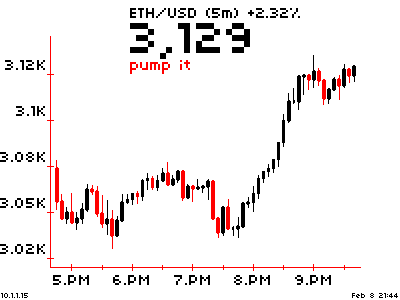 ETH/USD (5m) +2.32%
3,129
pump it
3.12K
3.1K
3.08K
3.05K
3.02K
5.PM 6.PM 7.PM 8.PM 9.PM
10.1.1.15
Feb 8 21:44